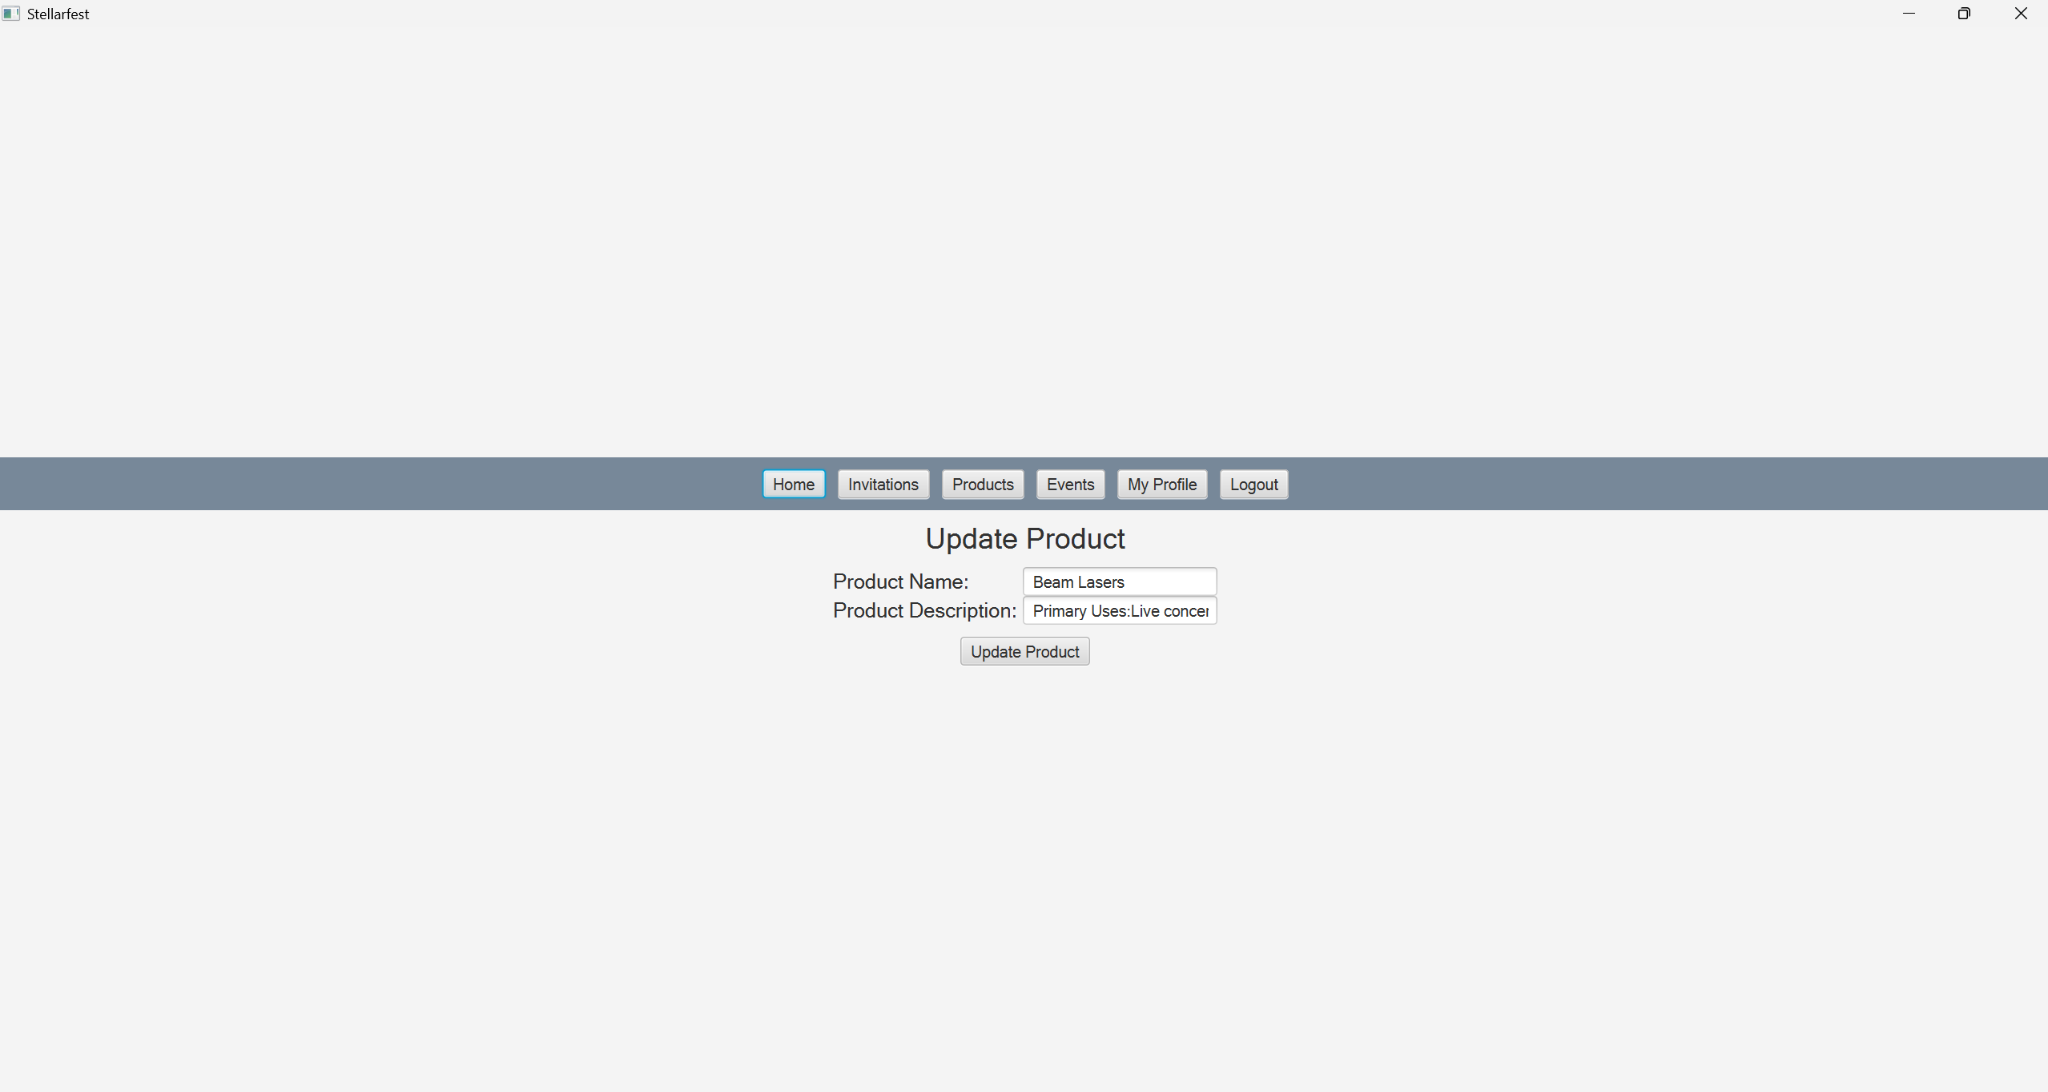 Stellarfest
Home Invitations Products Events My Profile Logout
Update Product
Product Name: Beam Lasers
Product Description: Primary Uses:Live concer
Update Product